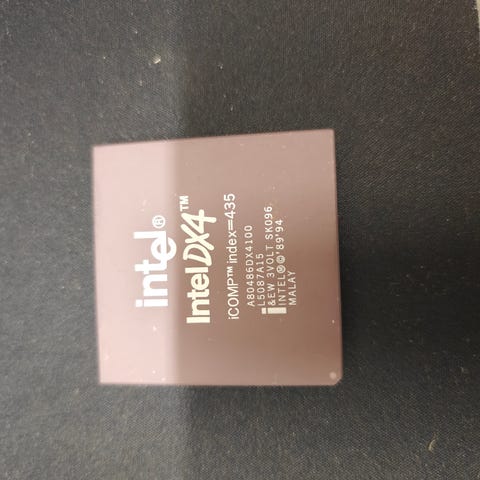 intel®
IntelDX4™
iCOMP™ index=435
A80486DX4100
L5087A15
&EW 3VOLT SK096
i INTEL®©'89'94
MALAY